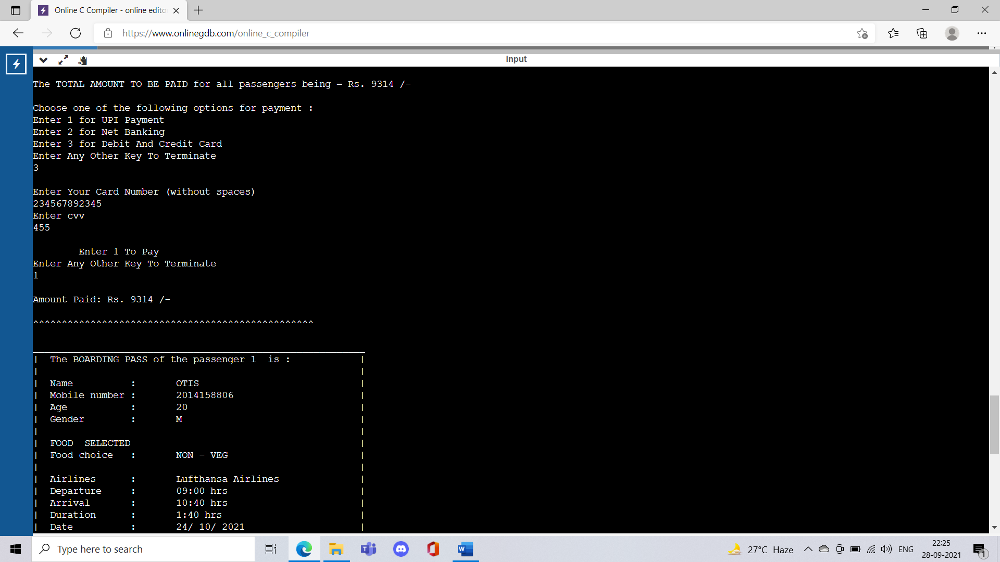 Online C Compiler - online edito
https://www.onlinegdb.com/online_c_compiler
input
The TOTAL AMOUNT TO BE PAID for all passengers being = Rs. 9314 /-
Choose one of the following options for payment :
Enter 1 for UPI Payment
Enter 2 for Net Banking
Enter 3 for Debit And Credit Card
Enter Any Other Key To Terminate
3
Enter Your Card Number (without spaces)
234567892345
Enter cvv
455
Enter 1 To Pay
Enter Any Other Key To Terminate
1
Amount Paid: Rs. 9314 /-
^^^^^^^^^^^^^^^^^^^^^^^^^^^^^^^^^^^^^^^^^^^^^^^^^
| The BOARDING PASS of the passenger 1  is : |
| |
| Name : OTIS |
| Mobile number : 2014158806 |
| Age : 20 |
| Gender : M |
| |
| FOOD  SELECTED |
| Food choice : NON - VEG |
| |
| Airlines : Lufthansa Airlines |
| Departure : 09:00 hrs |
| Arrival : 10:40 hrs |
| Duration : 1:40 hrs |
| Date : 24/ 10/ 2021 |
Type here to search
27°C Haze
ENG
22:25
28-09-2021
1